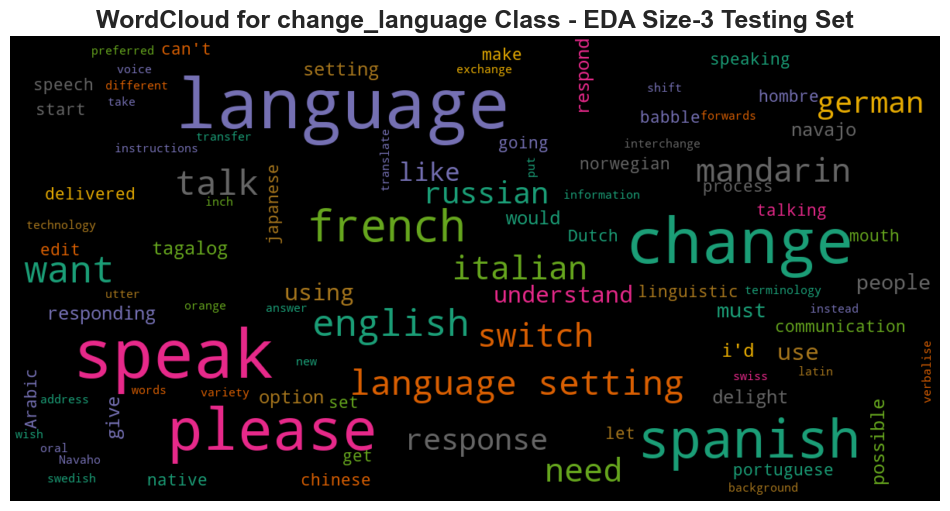 WordCloud for change_language Class - EDA Size-3 Testing Set
preferred can't make respond speaking
voice setting exchange
speech different language shift hombre german
start take babble forwards
transfer going navajo
instructions translate interchange
talk like put norwegian mandarin
delivered japanese russian information process
inch
technology french would talking
edit tagalog Dutch change mouth
want italian
utter using understand linguistic terminology people
responding orange answer english switch must instead communication
speak new i'd use
swiss latin verbalise
Arabic address words variety option set language setting delight
wish give please response let spanish possible
oral Navaho get need portuguese
swedish native chinese background